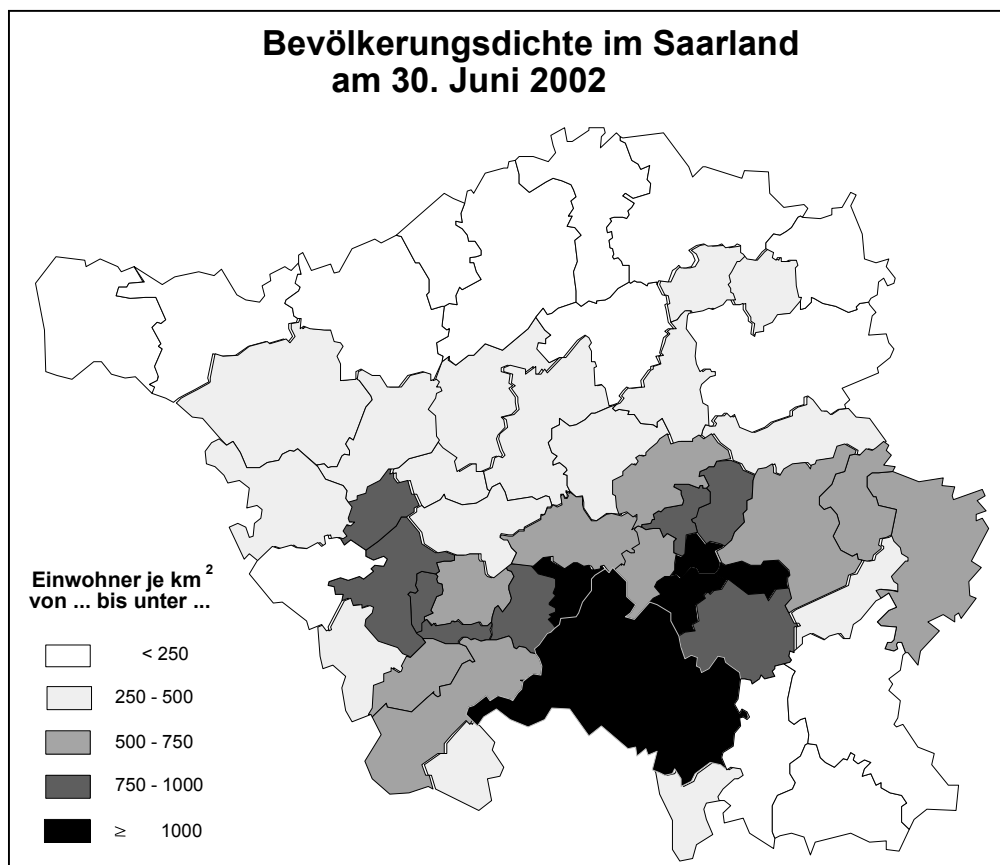 Bevölkerungsdichte im Saarland
am 30. Juni 2002
Einwohner je km²
von ... bis unter ...
< 250
250 - 500
500 - 750
750 - 1000
≥ 1000